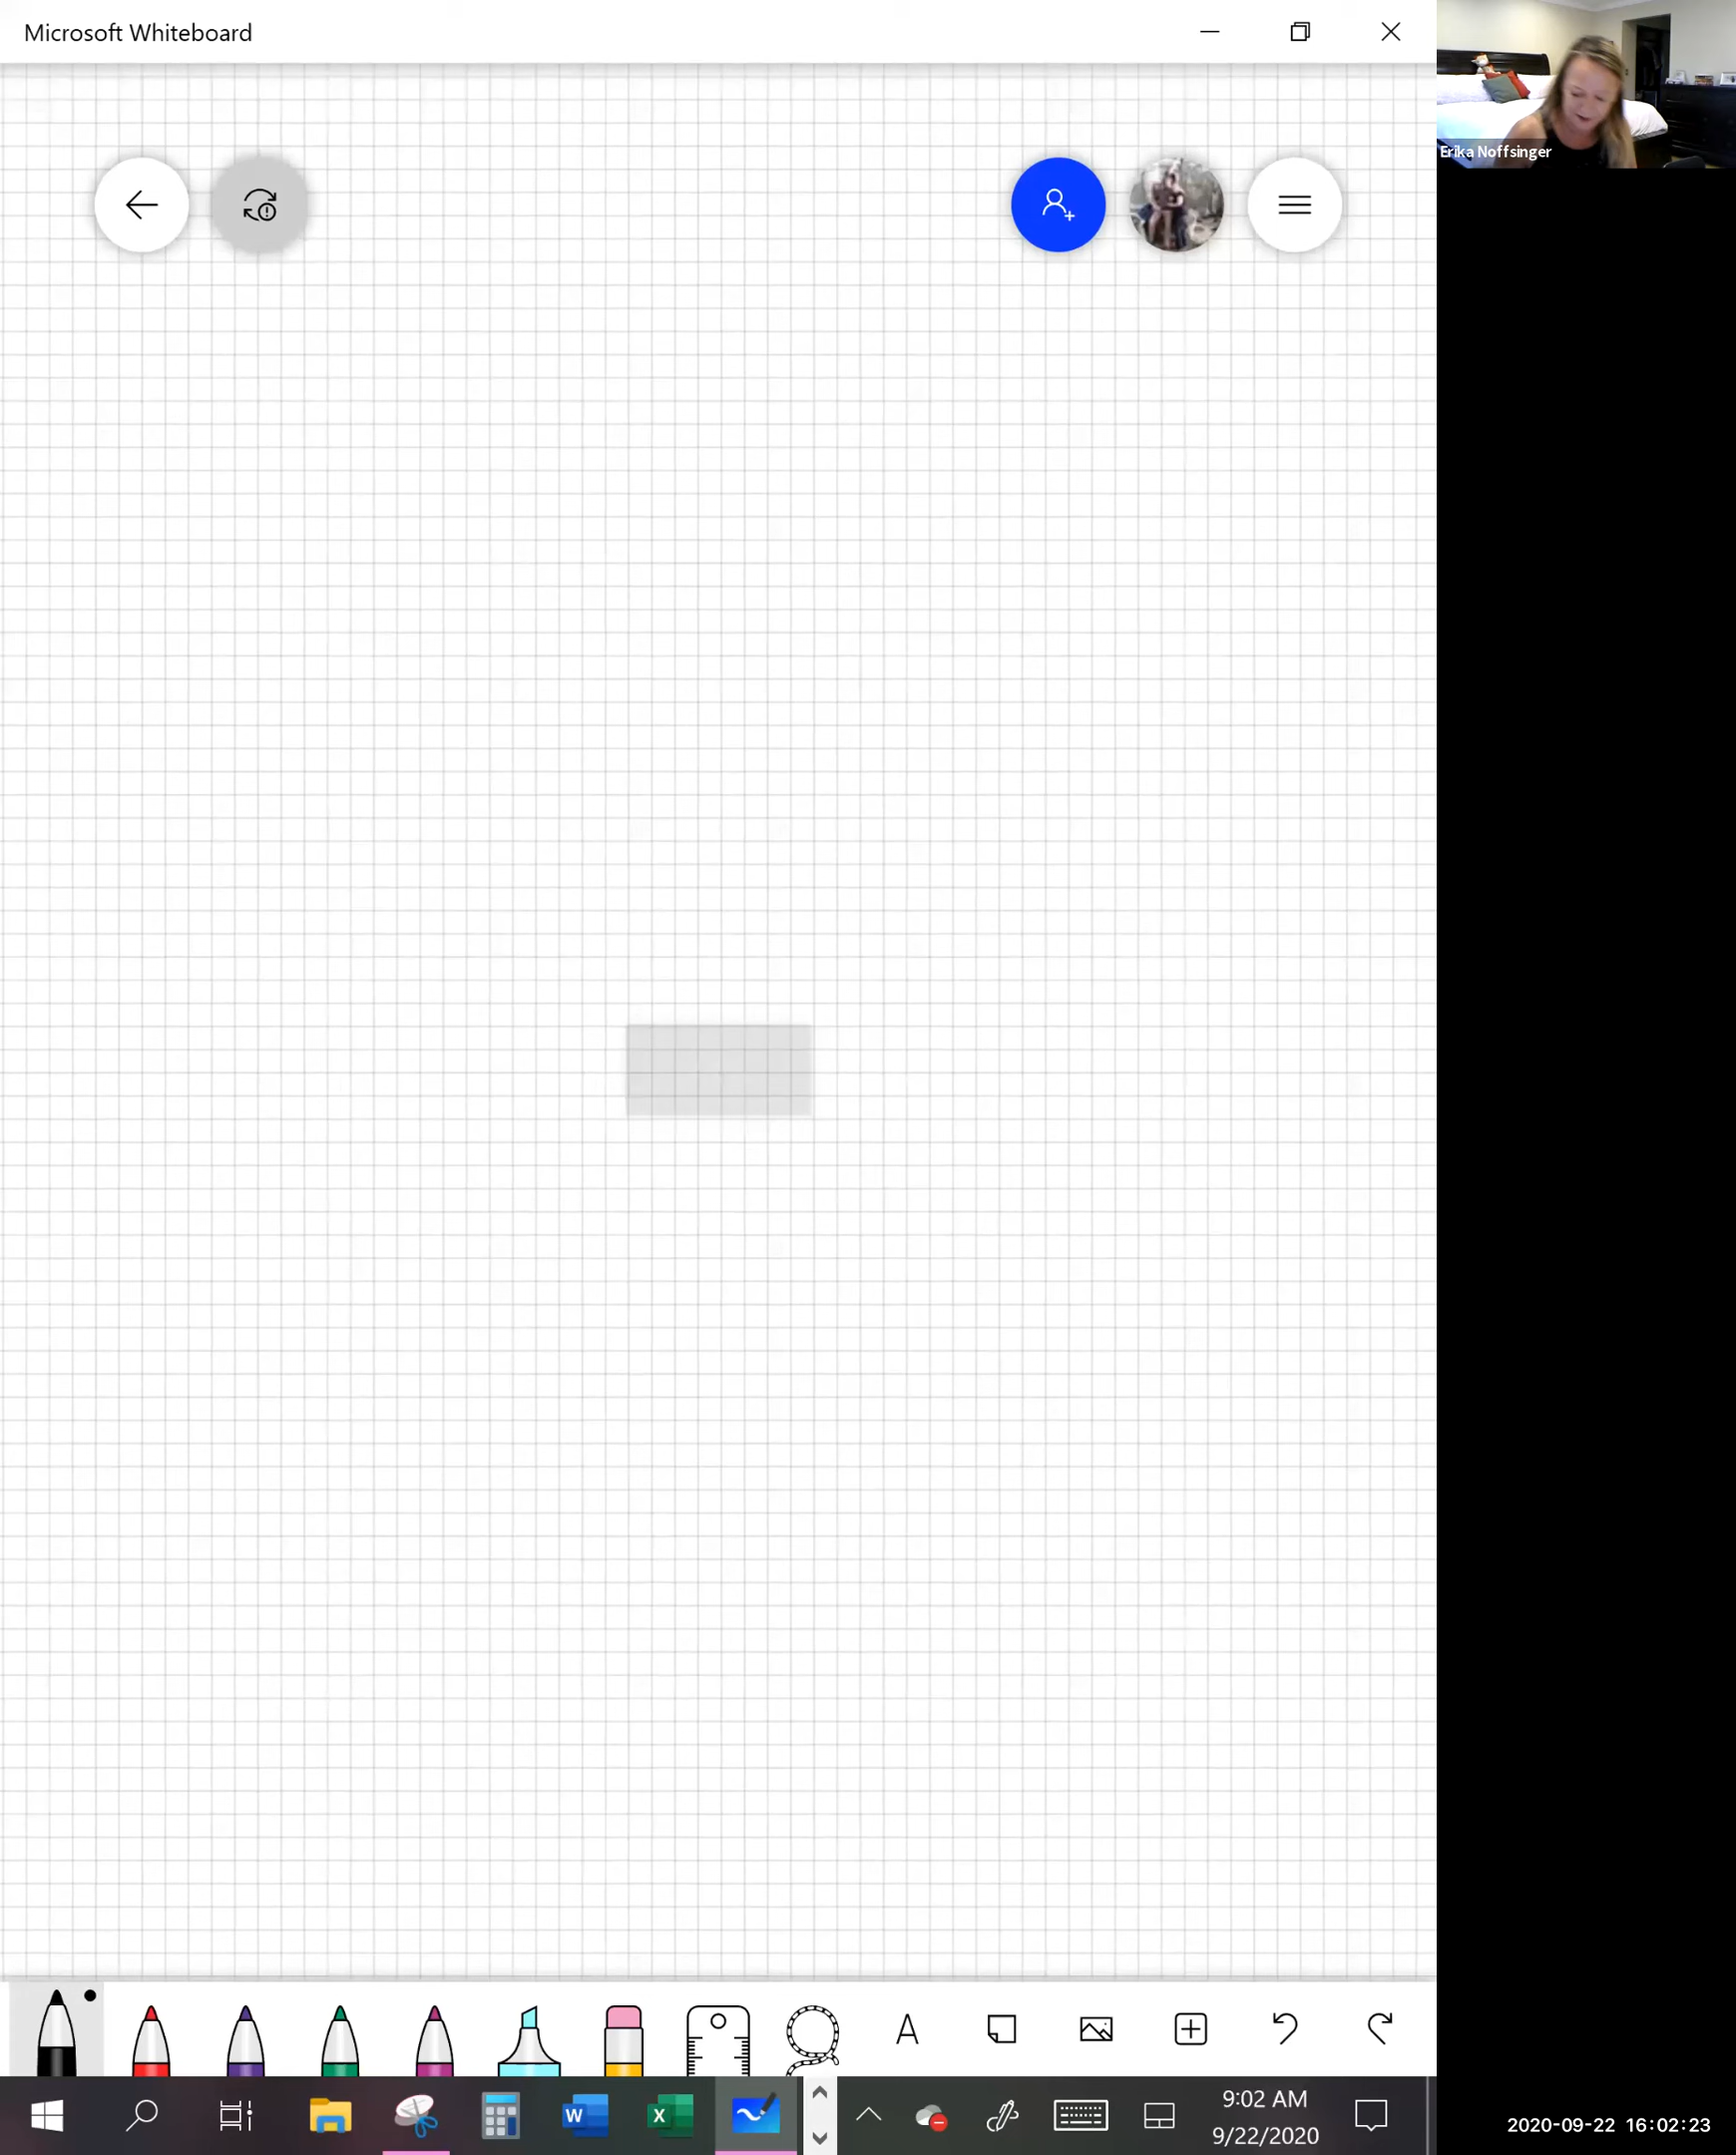 Microsoft Whiteboard
Erika Noffsinger
A
W
X
9:02 AM
9/22/2020
2020-09-22 16:02:23